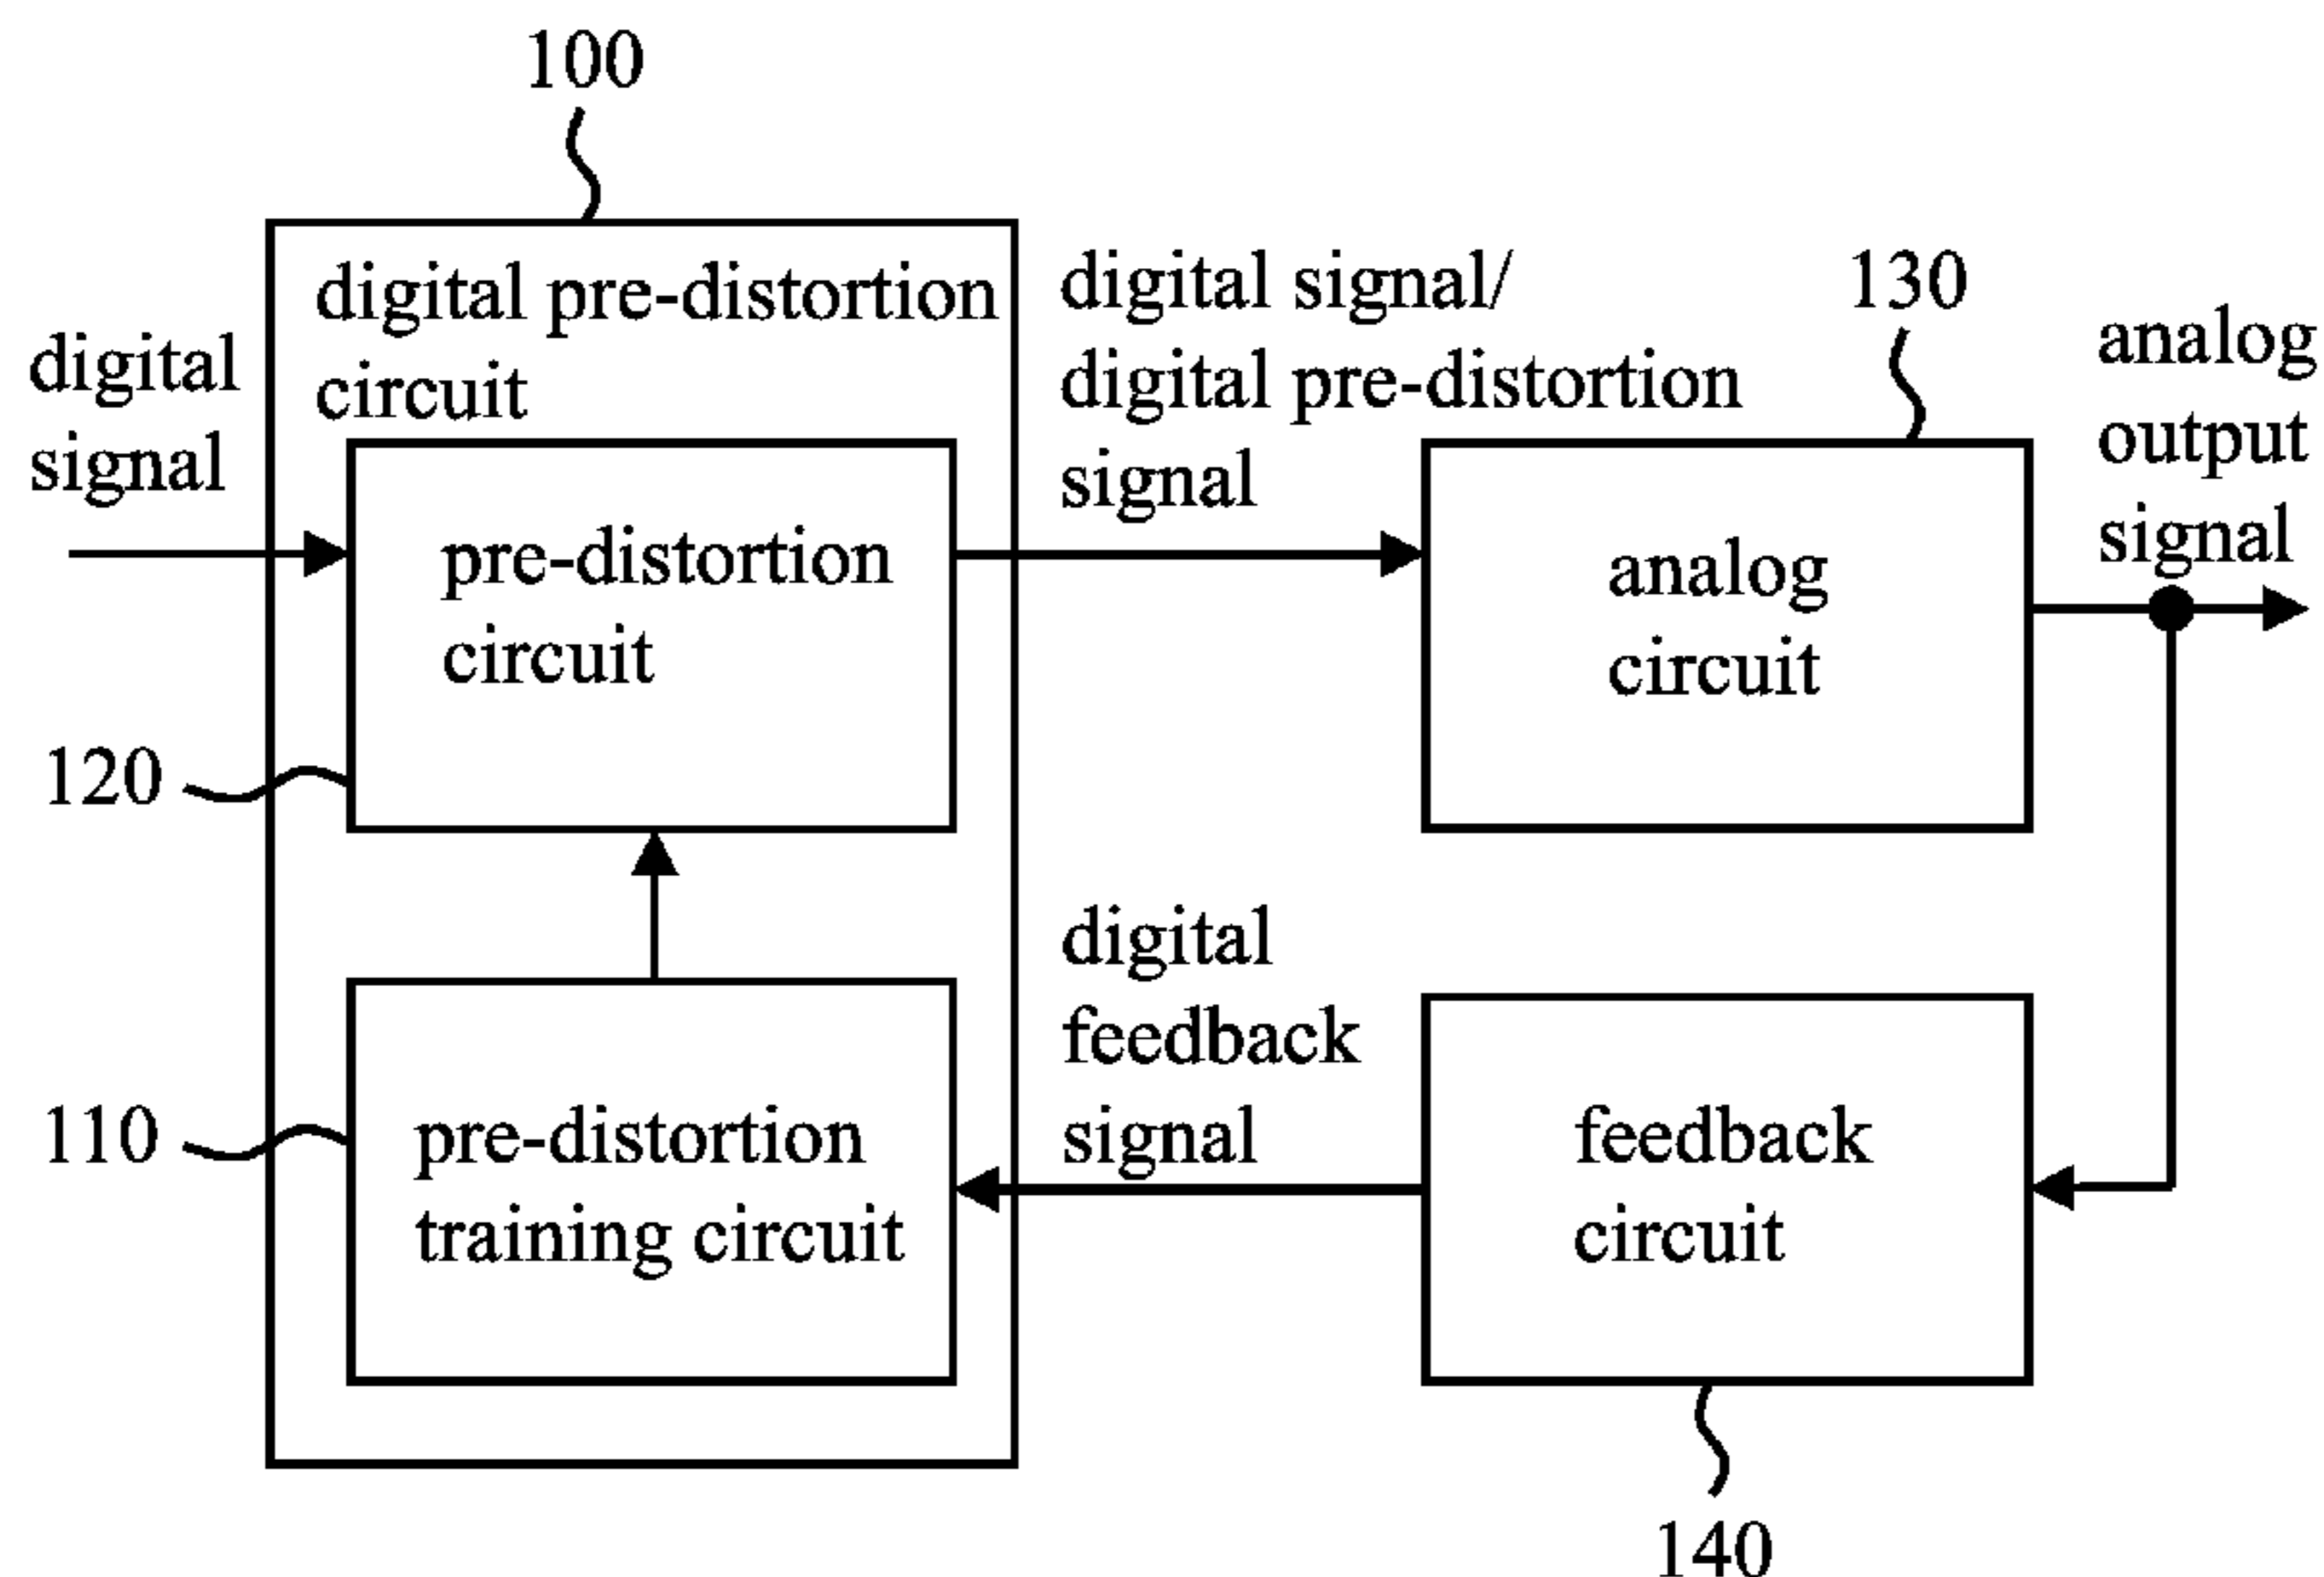 100
digital pre-distortion
circuit
digital
signal
digital signal/
digital pre-distortion
signal
130
analog
output
signal
pre-distortion
circuit
analog
circuit
120
digital
feedback
signal
110
pre-distortion
training circuit
feedback
circuit
140